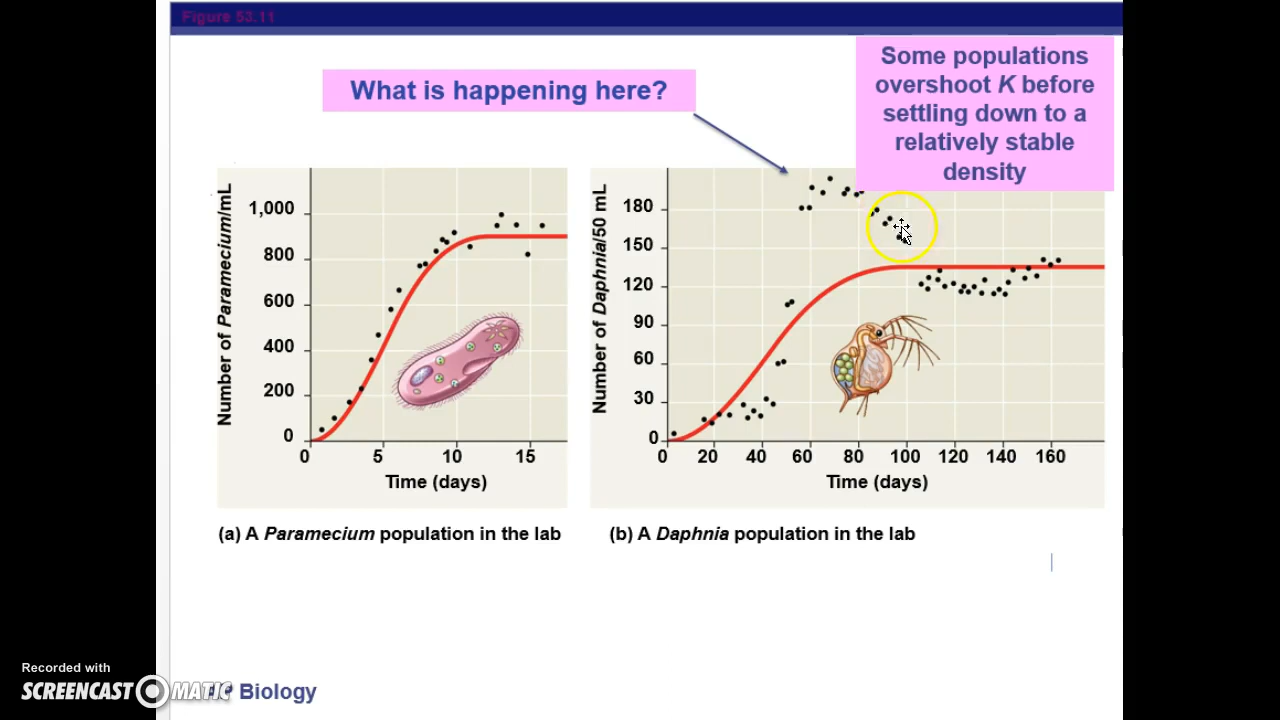 Figure 53.11
What is happening here?
Some populations
overshoot K before
settling down to a
relatively stable
density
Number of Paramecium/mL
1,000
800
600
400
200
0
0 5 10 15
Time (days)
(a) A Paramecium population in the lab
Number of Daphnia/50 mL
180
150
120
90
60
30
0
0 20 40 60 80 100 120 140 160
Time (days)
(b) A Daphnia population in the lab
Recorded with
SCREENCAST MATIC
Biology